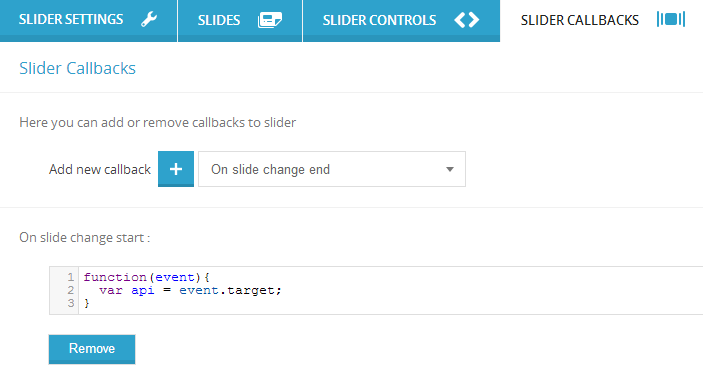 SLIDER SETTINGS SLIDES SLIDER CONTROLS SLIDER CALLBACKS
Slider Callbacks
Here you can add or remove callbacks to slider
Add new callback + On slide change end
On slide change start :
1 function(event){
2 var api = event.target;
3 }
Remove